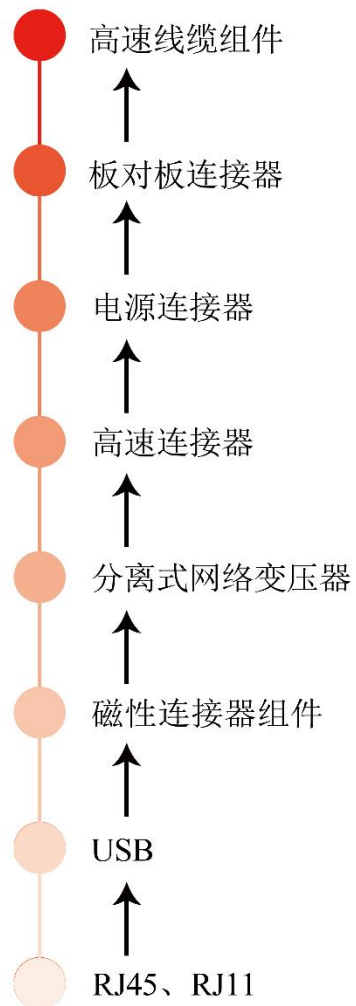 高速线缆组件
板对板连接器
电源连接器
高速连接器
分离式网络变压器
磁性连接器组件
USB
RJ45、RJ11